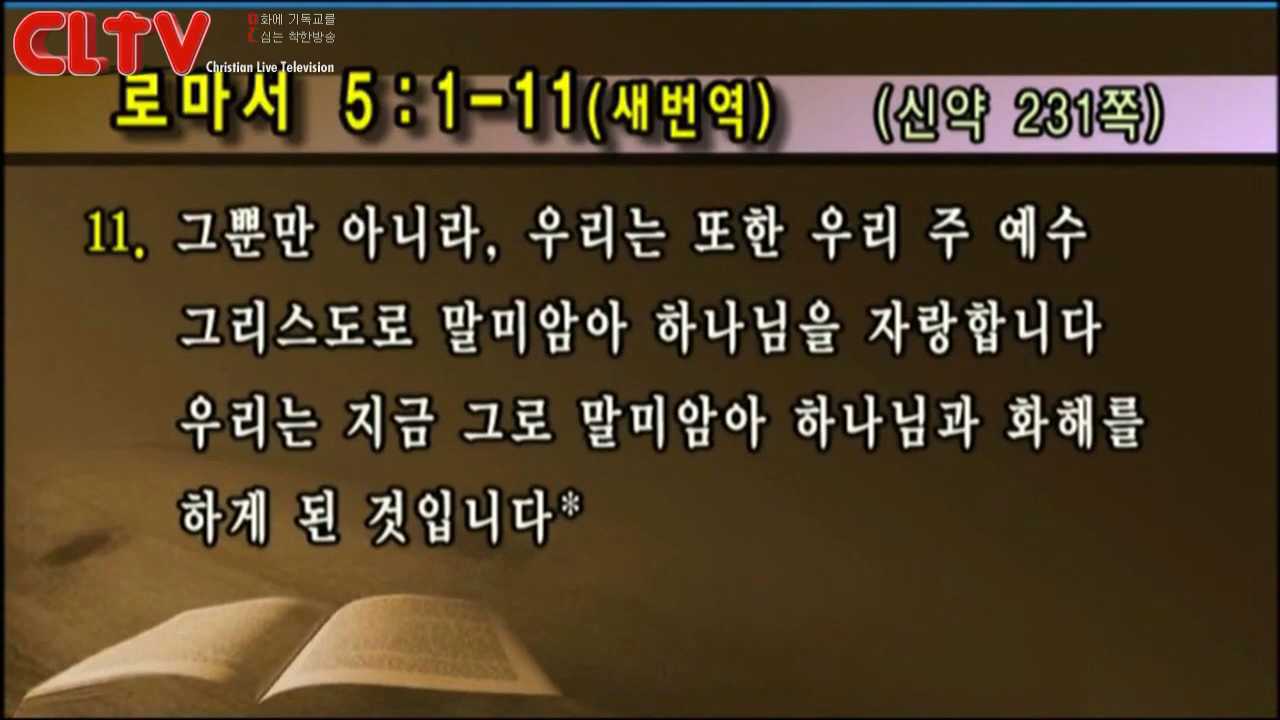 CLTV
문화에 기독교를
심는 착한방송
Christian Live Television
로마서 5:1-11(새번역) (신약 231쪽)
11. 그뿐만 아니라, 우리는 또한 우리 주 예수
그리스도로 말미암아 하나님을 자랑합니다
우리는 지금 그로 말미암아 하나님과 화해를
하게 된 것입니다*